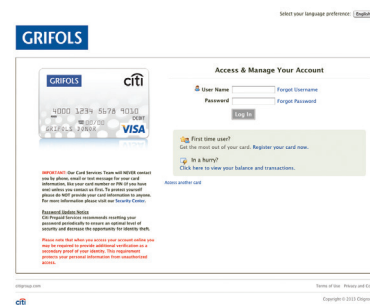 Select your language preference: English
GRIFOLS
Access & Manage Your Account
GRIFOLS
citi
User Name
Forgot Username
Password
Forgot Password
Log In
4000 1234 5678 9010
DEBT
00/00
GRIFOLS DONOR
VISA
First time user?
Get the most out of your card. Register your card now.
In a hurry?
Click here to view your balance and transactions.
Access another card
IMPORTANT: Our Card Services Team will NEVER contact
you by phone, email or text message for your card
information, like your card number or PIN (if you have
one) unless you contact us first. To protect yourself
please do NOT provide your card information to anyone.
For more information please visit our Security Center.
Password Update Notice
Citi Prepaid Services recommends resetting your
password periodically to ensure an optimal level of
security and decrease the opportunity for identity theft.
Please note that when you access your account online you
may be required to provide additional verification as a
secondary proof of your identity. This requirement
protects your personal information from unauthorized
access.
citigroup.com
Terms of Use Privacy and
citi
Copyright © 2015 Citigro